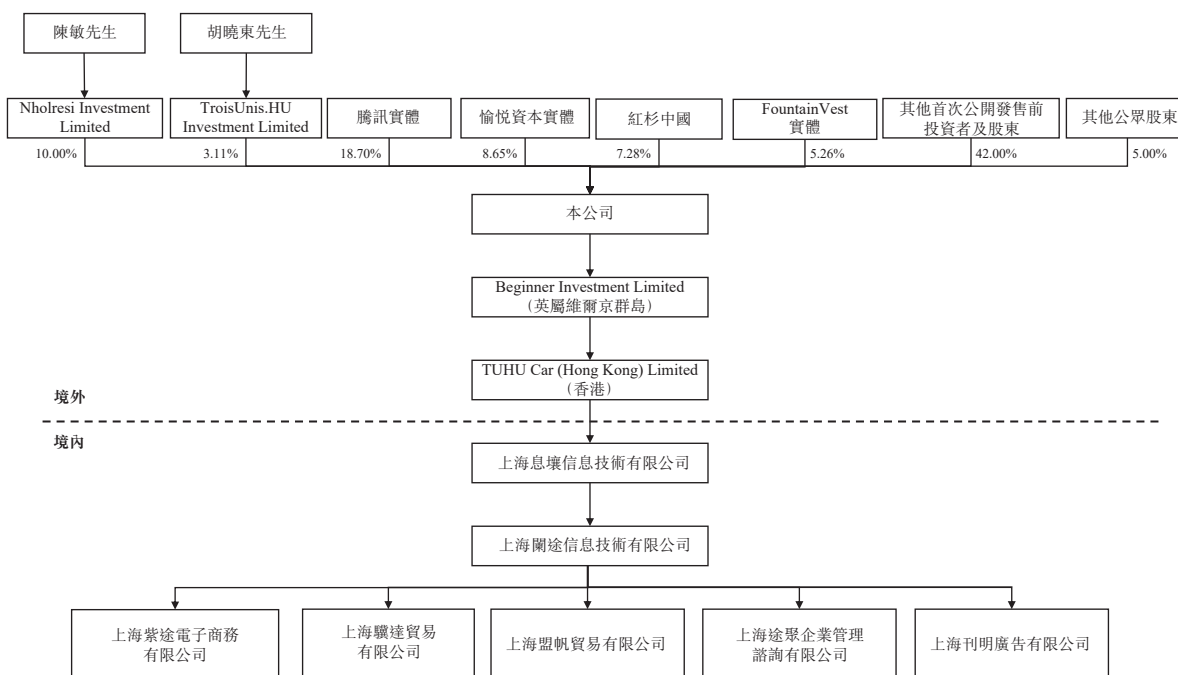 陳敏先生
胡曉東先生
Nholresi Investment
Limited
TroisUnis.HU
Investment Limited
騰訊實體
愉悅資本實體
紅杉中國
FountainVest
實體
其他首次公開發售前
投資者及股東
其他公眾股東
10.00%
3.11%
18.70%
8.65%
7.28%
5.26%
42.00%
5.00%
本公司
Beginner Investment Limited
（英屬維爾京群島）
TUHU Car (Hong Kong) Limited
（香港）
境外
境內
上海息壤信息技術有限公司
上海闌途信息技術有限公司
上海紫途電子商務
有限公司
上海驥達貿易
有限公司
上海盟帆貿易有限公司
上海途聚企業管理
諮詢有限公司
上海刊明廣告有限公司